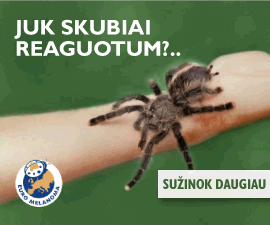 JUK SKUBIAI
REAGUOTUM?..
EURO MELANOMA
SUŽINOK DAUGIAU